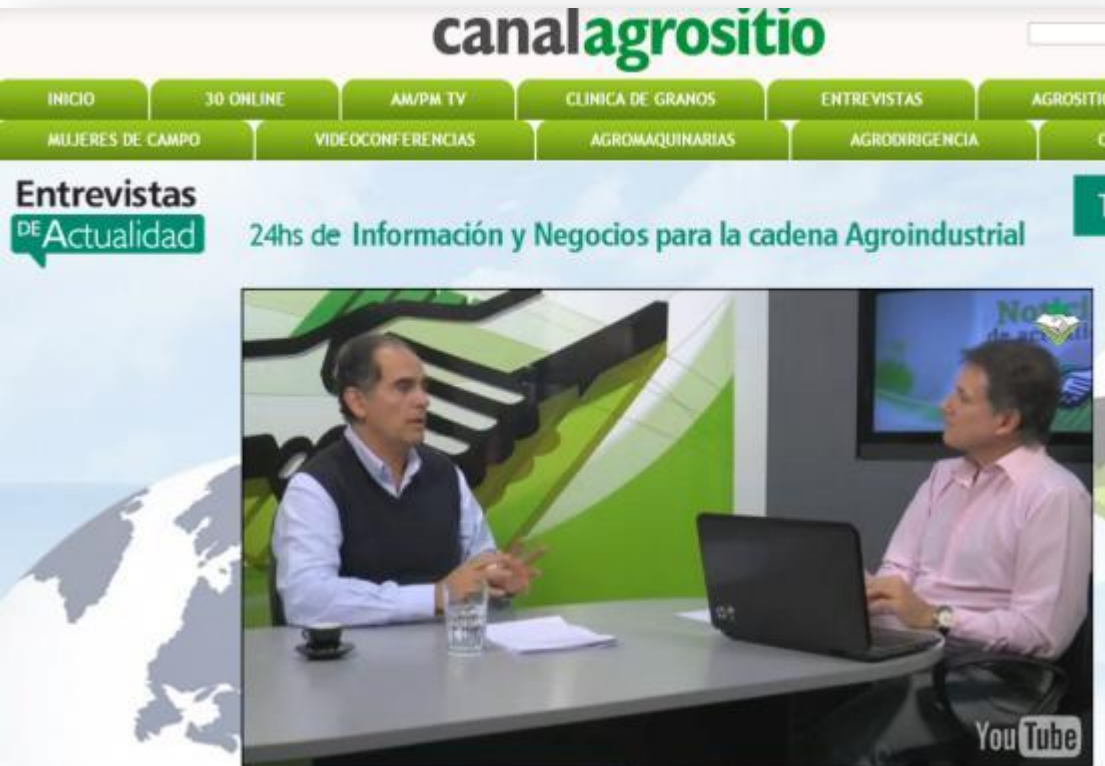 canalagrositio
INICIO 30 ONLINE AM/PM TV CLINICA DE GRANOS ENTREVISTAS
MUJERES DE CAMPO VIDEOCONFERENCIAS AGROMAQUINARIAS AGRODIRIGENCIA
Entrevistas
DE Actualidad
24hs de Información y Negocios para la cadena Agroindustrial
YouTube